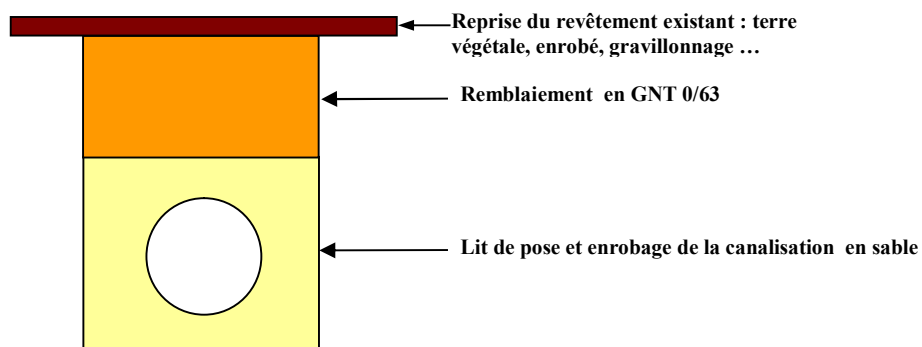 Reprise du revêtement existant : terre
végétale, enrobé, gravillonnage …
Remblaiement en GNT 0/63
Lit de pose et enrobage de la canalisation en sable